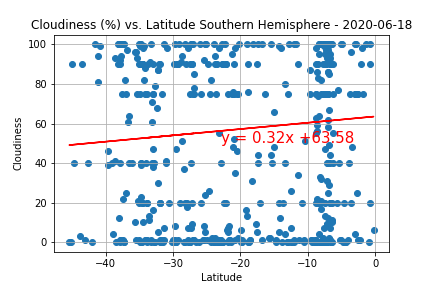 Cloudiness (%) vs. Latitude Southern Hemisphere - 2020-06-18
100
80
60
40
20
0
Cloudiness
y = 0.32x +63.58
−40
−30
−20
−10
0
Latitude